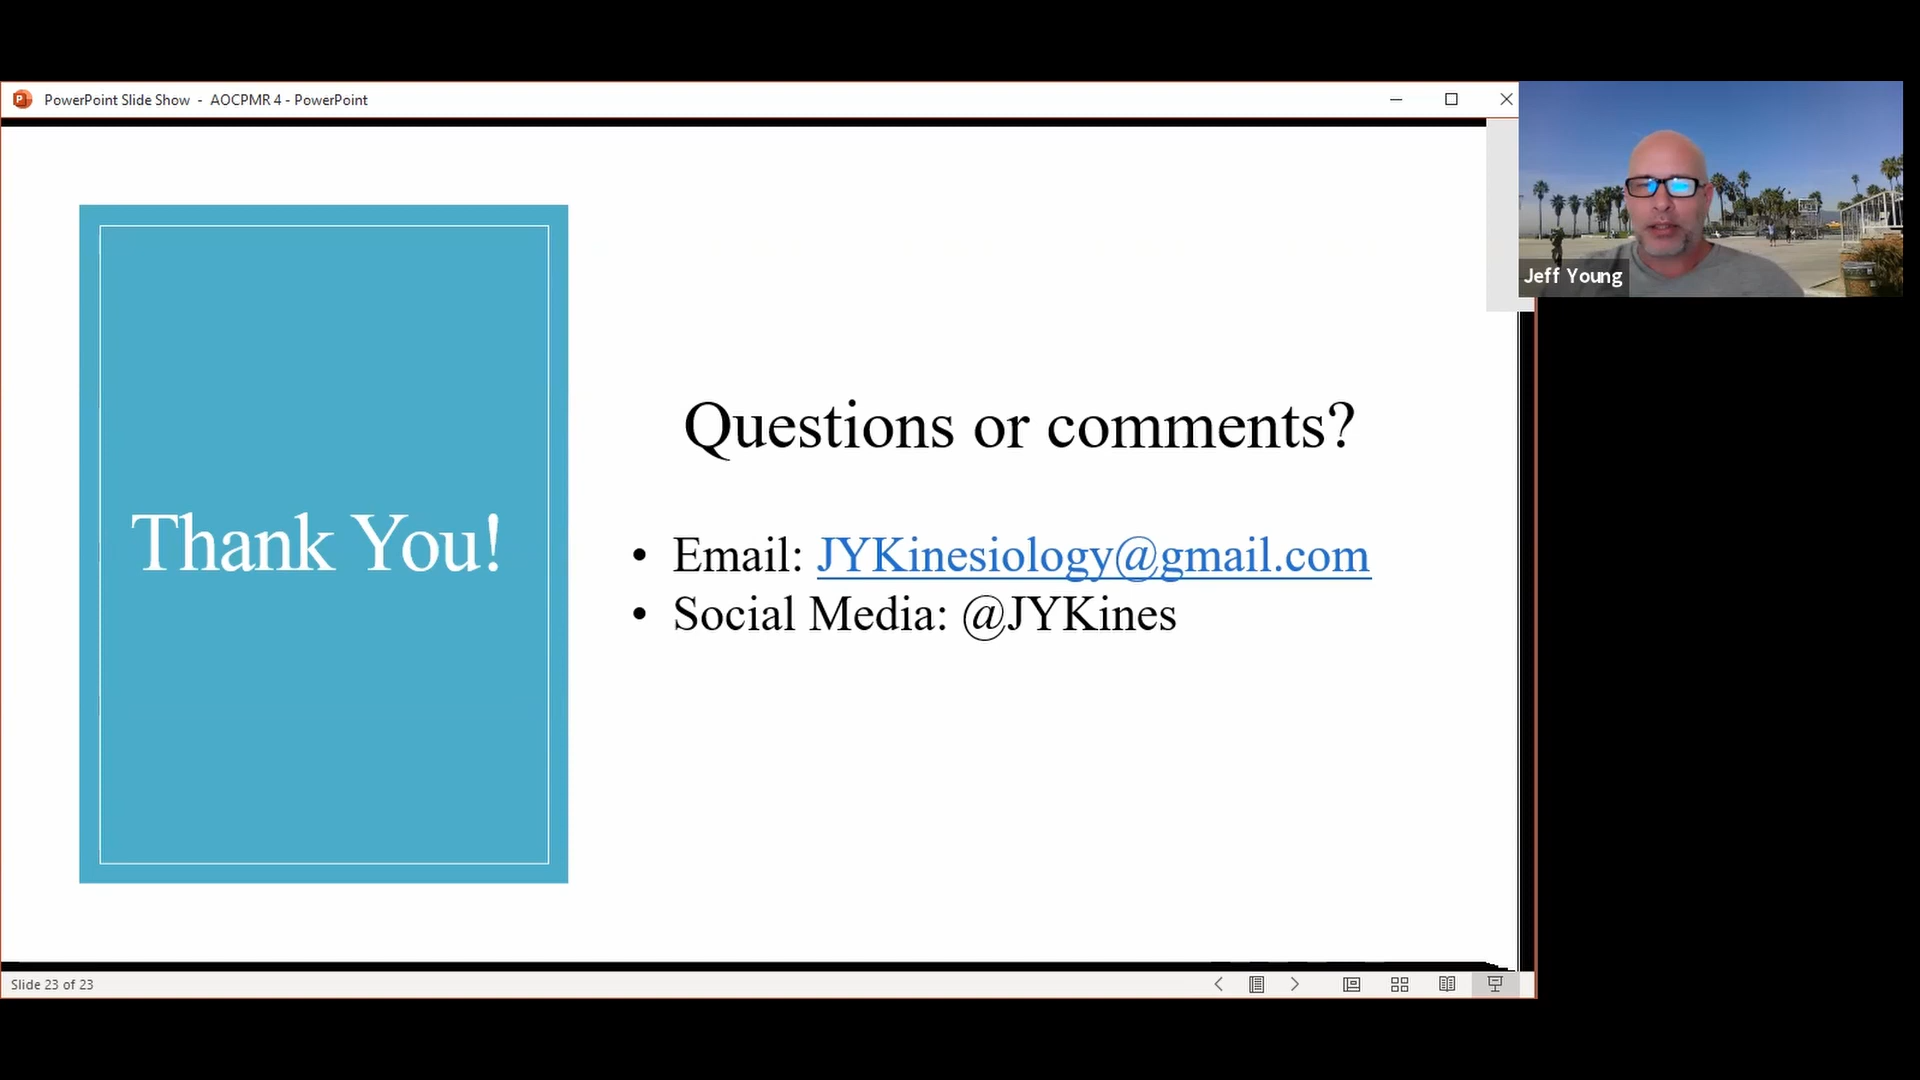 PowerPoint Slide Show - AOCPMR 4 - PowerPoint
Jeff Young
Thank You!
Questions or comments?
• Email: JYKinesiology@gmail.com
• Social Media: @JYKines
Slide 23 of 23